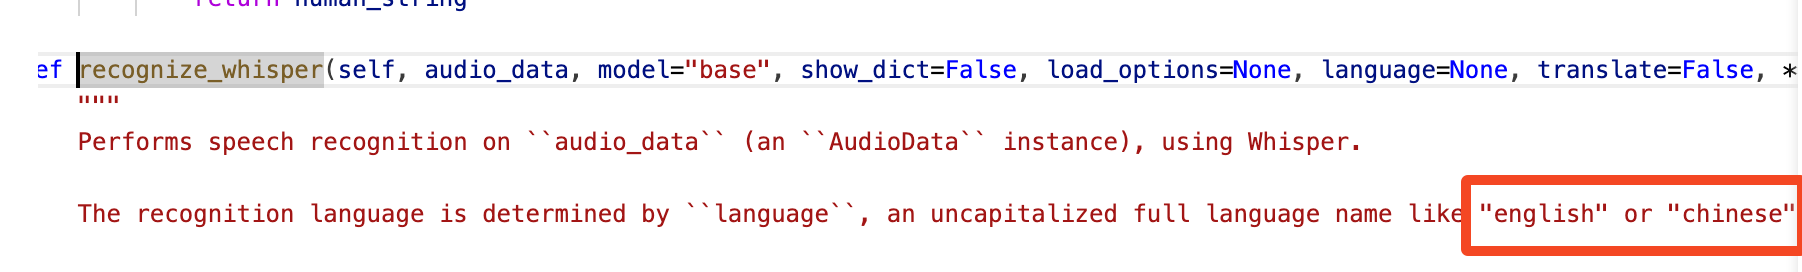 return human_string
ef recognize_whisper(self, audio_data, model="base", show_dict=False, load_options=None, language=None, translate=False, *
"""
Performs speech recognition on ``audio_data`` (an ``AudioData`` instance), using Whisper.
The recognition language is determined by ``language``, an uncapitalized full language name like "english" or "chinese"